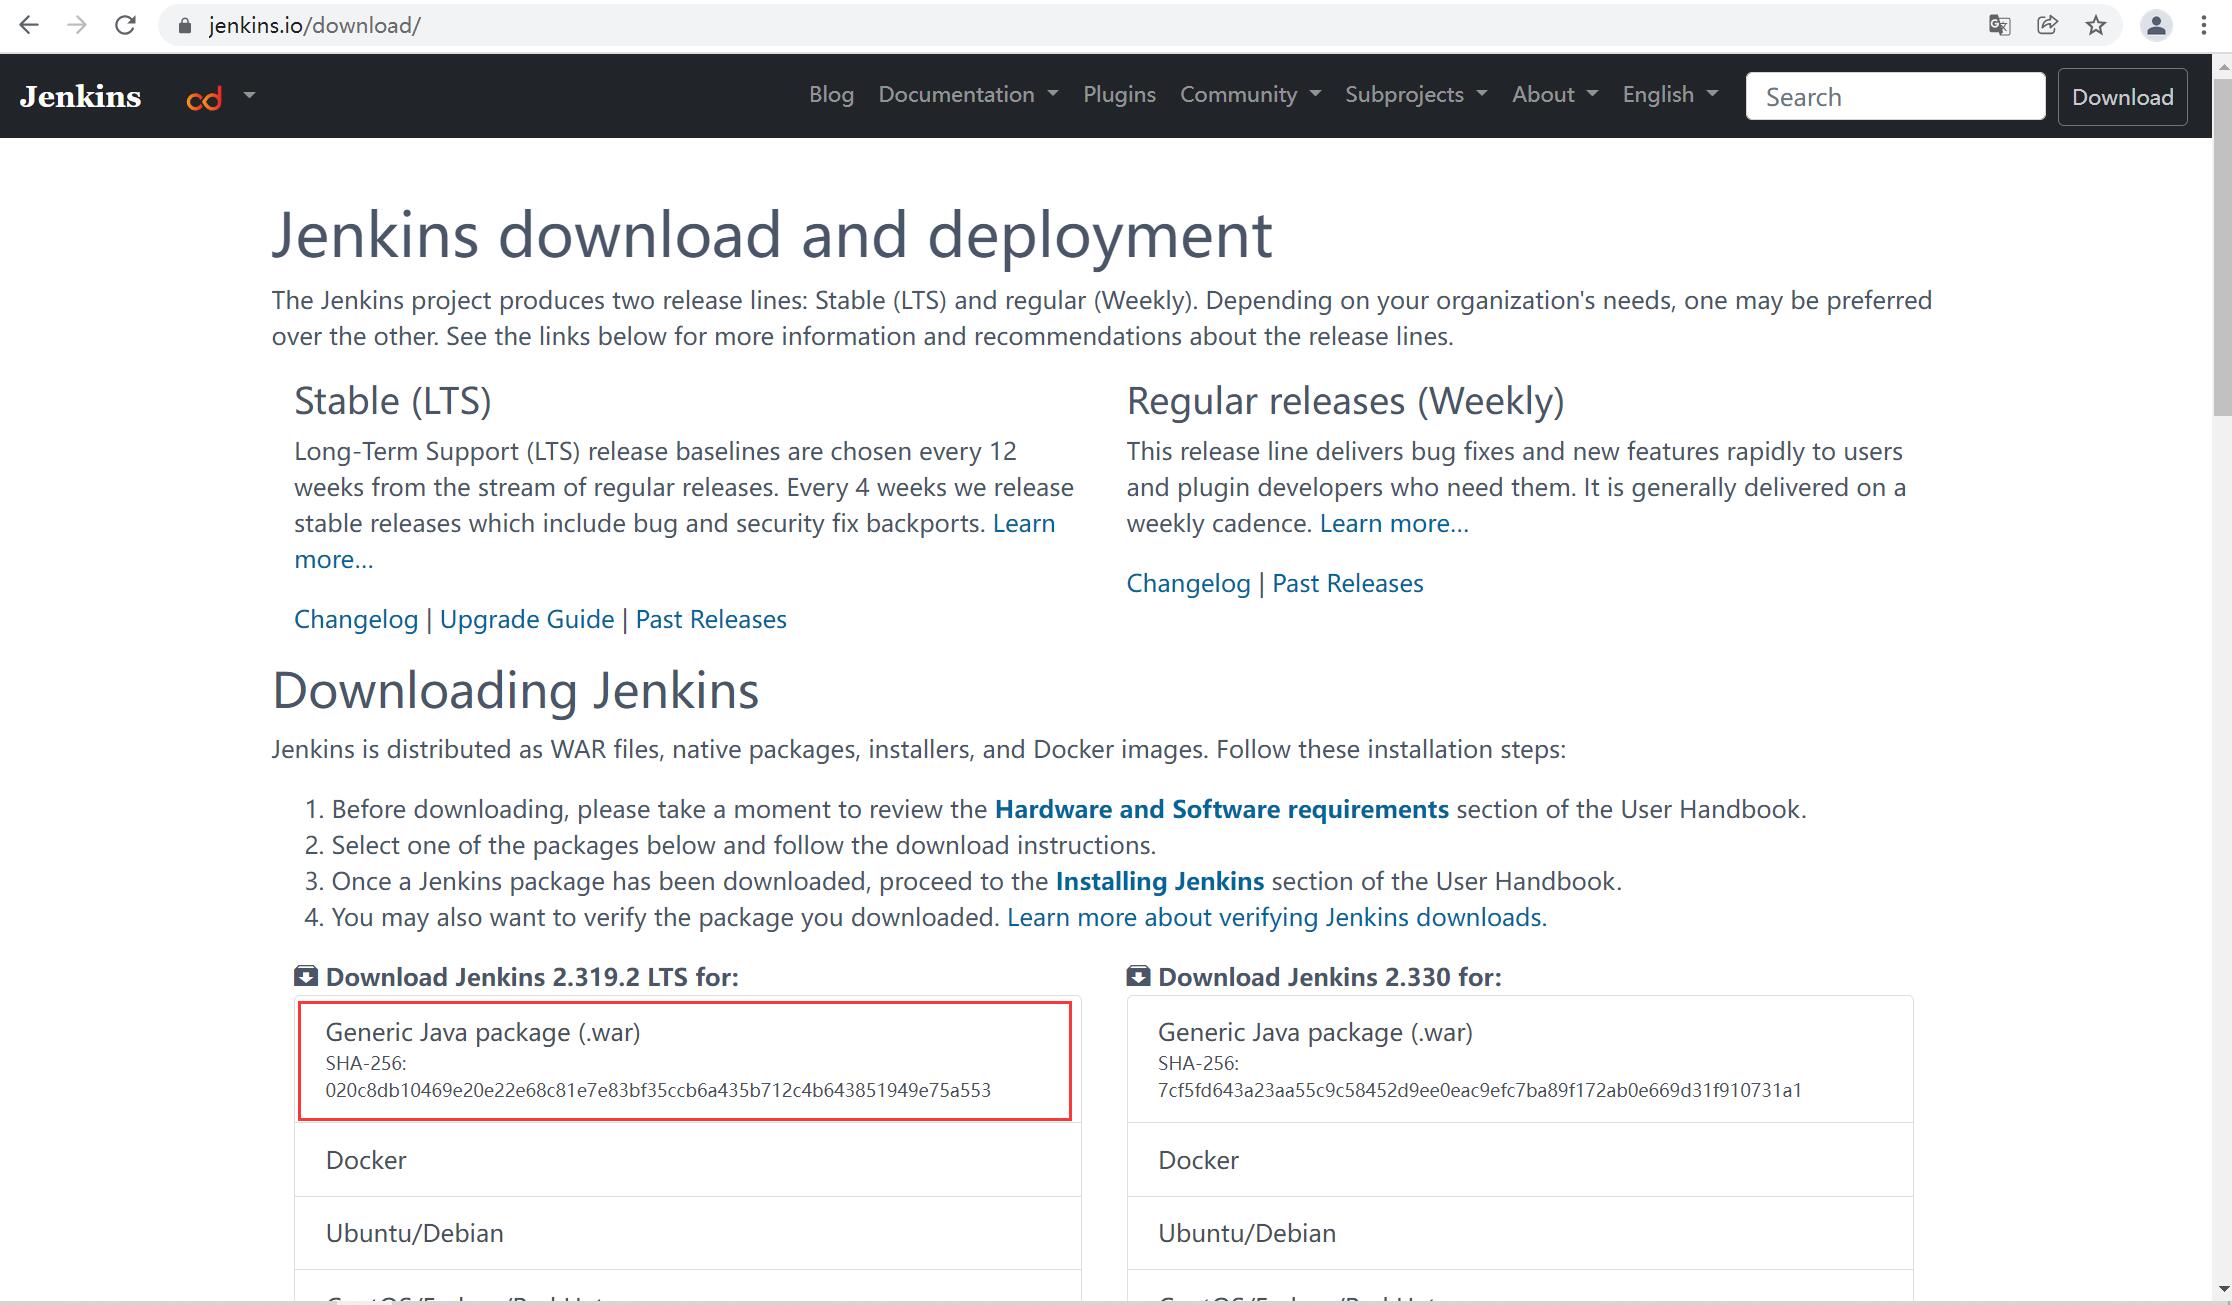 jenkins.io/download/
Jenkins cd Blog Documentation Plugins Community Subprojects About English Search Download
Jenkins download and deployment
The Jenkins project produces two release lines: Stable (LTS) and regular (Weekly). Depending on your organization's needs, one may be preferred
over the other. See the links below for more information and recommendations about the release lines.
Stable (LTS)
Long-Term Support (LTS) release baselines are chosen every 12
weeks from the stream of regular releases. Every 4 weeks we release
stable releases which include bug and security fix backports. Learn
more...
Changelog | Upgrade Guide | Past Releases
Regular releases (Weekly)
This release line delivers bug fixes and new features rapidly to users
and plugin developers who need them. It is generally delivered on a
weekly cadence. Learn more...
Changelog | Past Releases
Downloading Jenkins
Jenkins is distributed as WAR files, native packages, installers, and Docker images. Follow these installation steps:
1. Before downloading, please take a moment to review the Hardware and Software requirements section of the User Handbook.
2. Select one of the packages below and follow the download instructions.
3. Once a Jenkins package has been downloaded, proceed to the Installing Jenkins section of the User Handbook.
4. You may also want to verify the package you downloaded. Learn more about verifying Jenkins downloads.
Download Jenkins 2.319.2 LTS for:
Generic Java package (.war)
SHA-256:
020c8db10469e20e22e68c81e7e83bf35ccb6a435b712c4b643851949e75a553
Docker
Ubuntu/Debian
Download Jenkins 2.330 for:
Generic Java package (.war)
SHA-256:
7cf5fd643a23aa55c9c58452d9ee0eac9efc7ba89f172ab0e669d31f910731a1
Docker
Ubuntu/Debian